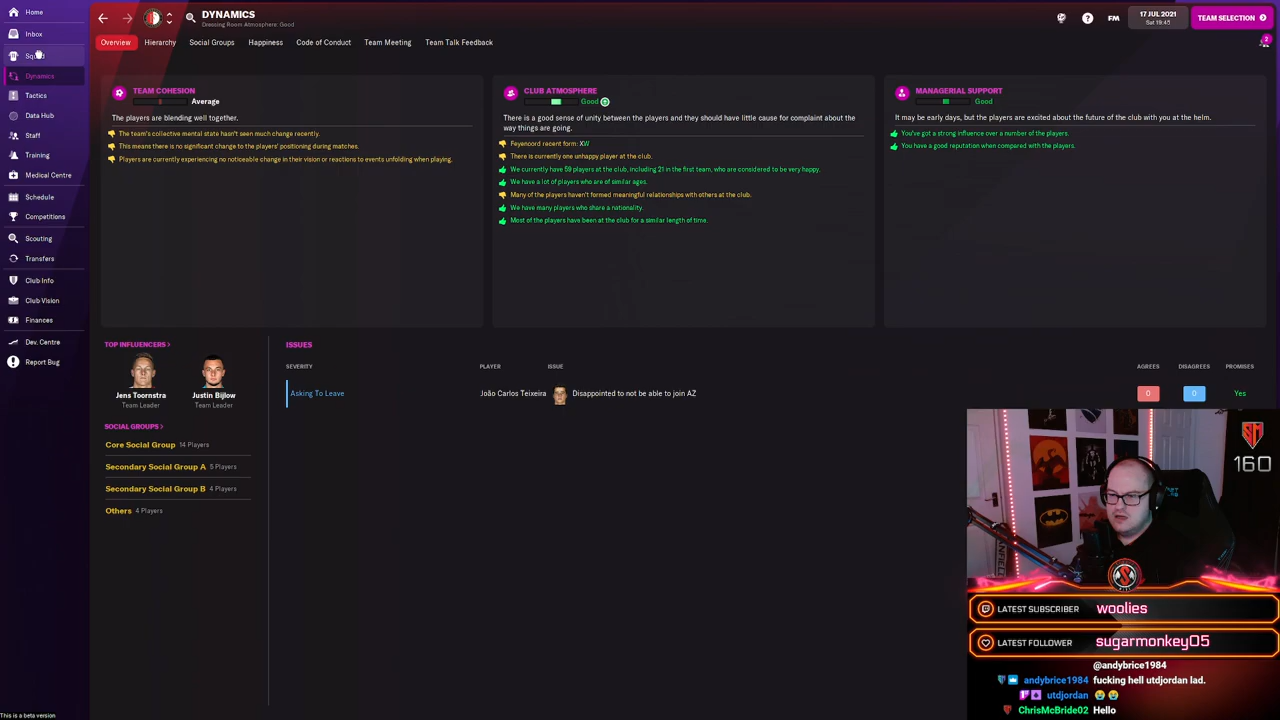 Home
Inbox
Dynamics
Tactics
Data Hub
Staff
Training
Medical Centre
Schedule
Competitions
Scouting
Transfers
Club Info
Club Vision
Finances
Dev. Centre
Report Bug
This is a beta version
DYNAMICS
Dressing Room Atmosphere: Good
FM
17 JUL 2021
Sat 19:45
TEAM SELECTION
2
Overview
Hierarchy
Social Groups
Happiness
Code of Conduct
Team Meeting
Team Talk Feedback
TEAM COHESION
Average
The players are blending well together.
The team's collective mental state hasn't seen much change recently.
This means there is no significant change to the players' positioning during matches.
Players are currently experiencing no noticeable change in their vision or reactions to events unfolding when playing.
CLUB ATMOSPHERE
Good
There is a good sense of unity between the players and they should have little cause for complaint about the
way things are going.
Feyenoord recent form: XW
There is currently one unhappy player at the club.
We currently have 59 players at the club, including 21 in the first team, who are considered to be very happy.
We have a lot of players who are of similar ages.
Many of the players haven't formed meaningful relationships with others at the club.
We have many players who share a nationality.
Most of the players have been at the club for a similar length of time.
MANAGERIAL SUPPORT
Good
It may be early days, but the players are excited about the future of the club with you at the helm.
You've got a strong influence over a number of the players.
You have a good reputation when compared with the players.
TOP INFLUENCERS >
Jens Toornstra
Team Leader
Justin Bijlow
Team Leader
SOCIAL GROUPS >
Core Social Group 14 Players
Secondary Social Group A 5 Players
Secondary Social Group B 4 Players
Others 4 Players
ISSUES
SEVERITY PLAYER ISSUE AGREES DISAGREES PROMISES
Asking To Leave João Carlos Teixeira Disappointed to not be able to join AZ 0 0 Yes
SM
160
LATEST SUBSCRIBER woolies
LATEST FOLLOWER sugarmonkey05
@andybrice1984
andybrice1984 fucking hell utdjordan lad.
utdjordan 😭😭
ChrisMcBride02 Hello